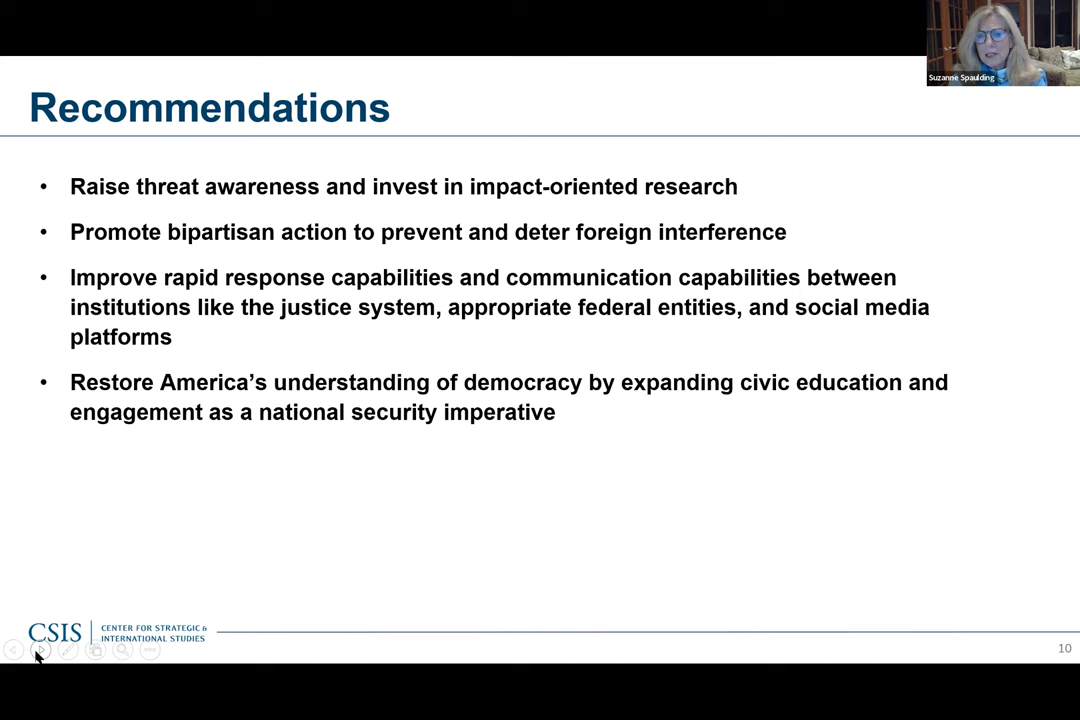 Suzanne Spaulding
Recommendations
• Raise threat awareness and invest in impact-oriented research
• Promote bipartisan action to prevent and deter foreign interference
• Improve rapid response capabilities and communication capabilities between
institutions like the justice system, appropriate federal entities, and social media
platforms
• Restore America’s understanding of democracy by expanding civic education and
engagement as a national security imperative
CSIS
CENTER FOR STRATEGIC &
INTERNATIONAL STUDIES
10